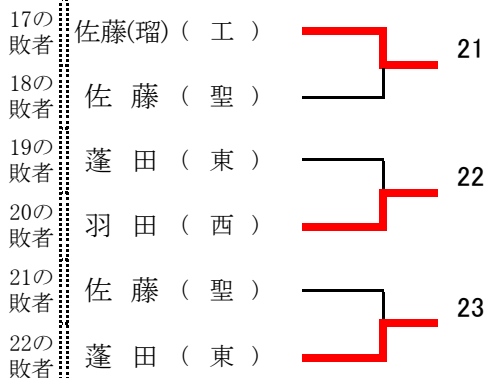 17の
敗者
佐藤(瑠) ( 工 )
21
18の
敗者
佐 藤 ( 聖 )
19の
敗者
蓬 田 ( 東 )
22
20の
敗者
羽 田 ( 西 )
21の
敗者
佐 藤 ( 聖 )
23
22の
敗者
蓬 田 ( 東 )